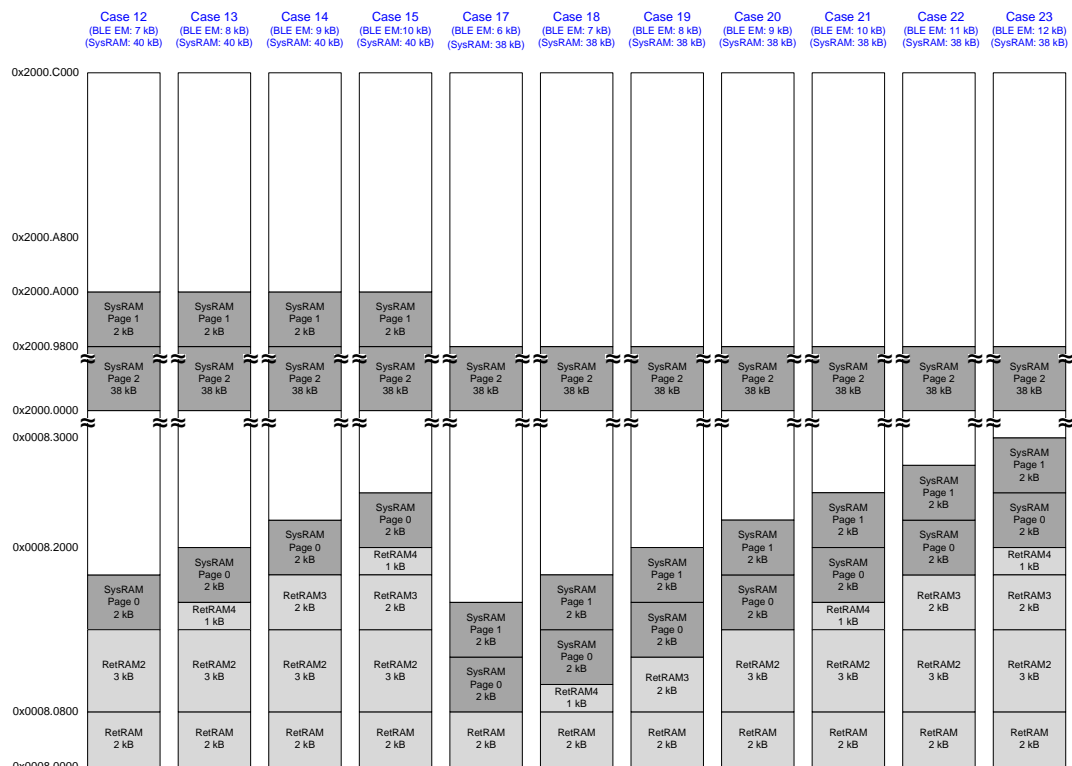 Case 12 Case 13 Case 14 Case 15 Case 17 Case 18 Case 19 Case 20 Case 21 Case 22 Case 23
(BLE EM: 7 kB) (BLE EM: 8 kB) (BLE EM: 9 kB) (BLE EM:10 kB) (BLE EM: 6 kB) (BLE EM: 7 kB) (BLE EM: 8 kB) (BLE EM: 9 kB) (BLE EM: 10 kB) (BLE EM: 11 kB) (BLE EM: 12 kB)
(SysRAM: 40 kB) (SysRAM: 40 kB) (SysRAM: 40 kB) (SysRAM: 40 kB) (SysRAM: 38 kB) (SysRAM: 38 kB) (SysRAM: 38 kB) (SysRAM: 38 kB) (SysRAM: 38 kB) (SysRAM: 38 kB) (SysRAM: 38 kB)
0x2000.C000
0x2000.A800
0x2000.A000
SysRAM SysRAM SysRAM SysRAM
Page 1 Page 1 Page 1 Page 1
2 kB 2 kB 2 kB 2 kB
0x2000.9800
SysRAM SysRAM SysRAM SysRAM SysRAM SysRAM SysRAM SysRAM SysRAM SysRAM SysRAM
Page 2 Page 2 Page 2 Page 2 Page 2 Page 2 Page 2 Page 2 Page 2 Page 2 Page 2
38 kB 38 kB 38 kB 38 kB 38 kB 38 kB 38 kB 38 kB 38 kB 38 kB 38 kB
0x2000.0000
0x0008.3000
SysRAM
Page 1
2 kB
SysRAM
Page 1
2 kB
SysRAM SysRAM SysRAM
Page 0 Page 1 Page 0
2 kB 2 kB 2 kB
SysRAM SysRAM SysRAM
Page 0 Page 1 Page 0
2 kB 2 kB 2 kB
0x0008.2000
RetRAM4 RetRAM4
1 kB 1 kB
SysRAM SysRAM SysRAM
Page 0 Page 1 Page 0
2 kB 2 kB 2 kB
SysRAM RetRAM3 RetRAM3 SysRAM SysRAM RetRAM3 RetRAM3
Page 0 2 kB 2 kB Page 1 Page 0 2 kB 2 kB
2 kB 2 kB 2 kB
RetRAM4 RetRAM4
1 kB 1 kB
SysRAM SysRAM
Page 1 Page 0
2 kB 2 kB
SysRAM
Page 0
2 kB
RetRAM2 RetRAM2 RetRAM2 RetRAM2 RetRAM2 RetRAM2 RetRAM2 RetRAM2
3 kB 3 kB 3 kB 3 kB 3 kB 3 kB 3 kB 3 kB
SysRAM RetRAM3
Page 0 2 kB
2 kB
RetRAM4
1 kB
0x0008.0800
RetRAM RetRAM RetRAM RetRAM RetRAM RetRAM RetRAM RetRAM RetRAM RetRAM RetRAM
2 kB 2 kB 2 kB 2 kB 2 kB 2 kB 2 kB 2 kB 2 kB 2 kB 2 kB
0x0008.0000